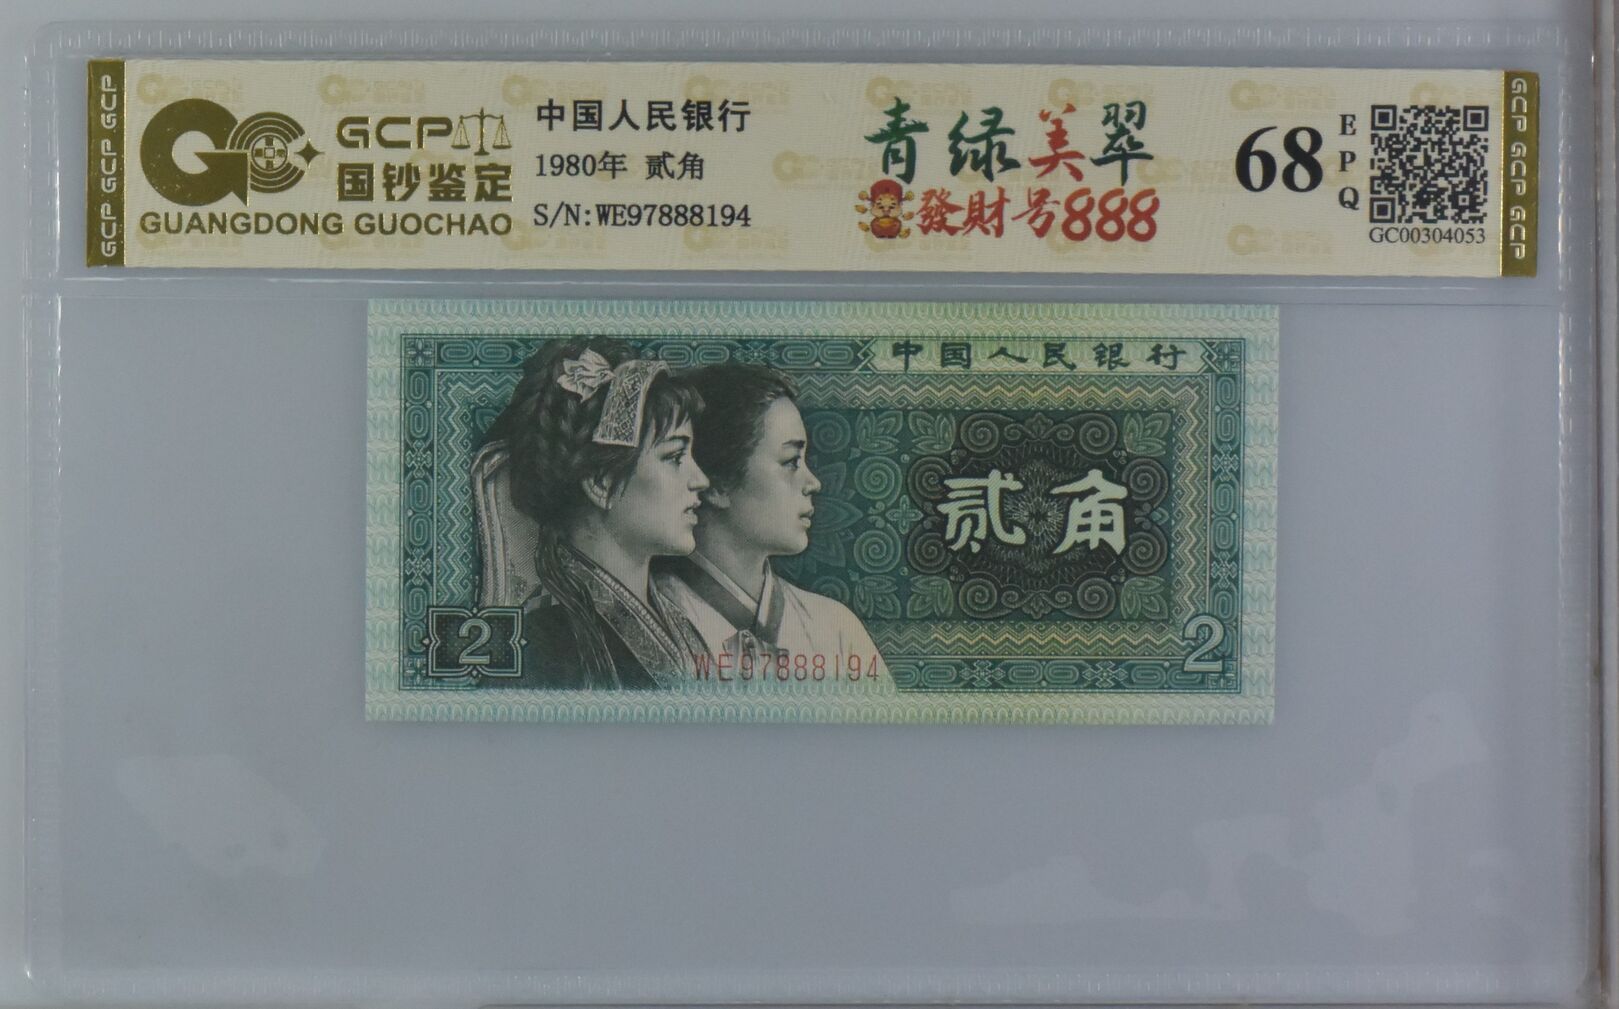 GCP GCP GCP
GCP
国钞鉴定
GUANGDONG GUOCHAO
中国人民银行
1980年 贰角
S/N:WE97888194
青绿美翠
發財号888
68
EPQ
GC00304053
GCP GCP GCP
中国人民银行
贰角
2
2
WE97888194